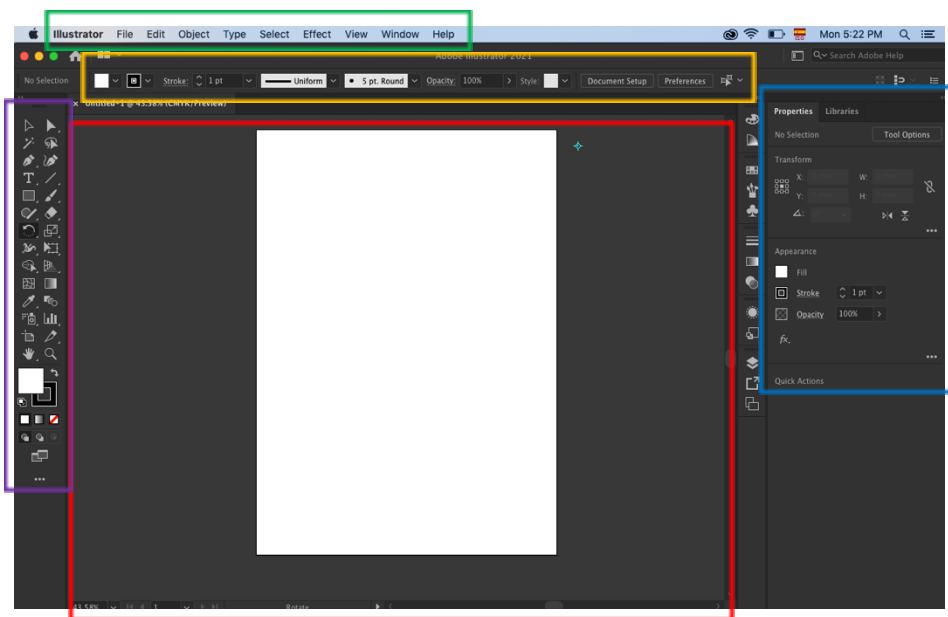 Illustrator File Edit Object Type Select Effect View Window Help Mon 5:22 PM
Adobe Illustrator 2021 Search Adobe Help
No Selection Stroke: 1 pt Uniform 5 pt. Round Opacity: 100% Style: Document Setup Preferences
× Untitled-1 @ 43.58% (CMYK/Preview)
Properties Libraries
No Selection Tool Options
Transform
X: W:
Y: H:
Appearance
Fill
Stroke 1 pt
Opacity 100%
fx.
Quick Actions
43.58% 1 Rotate